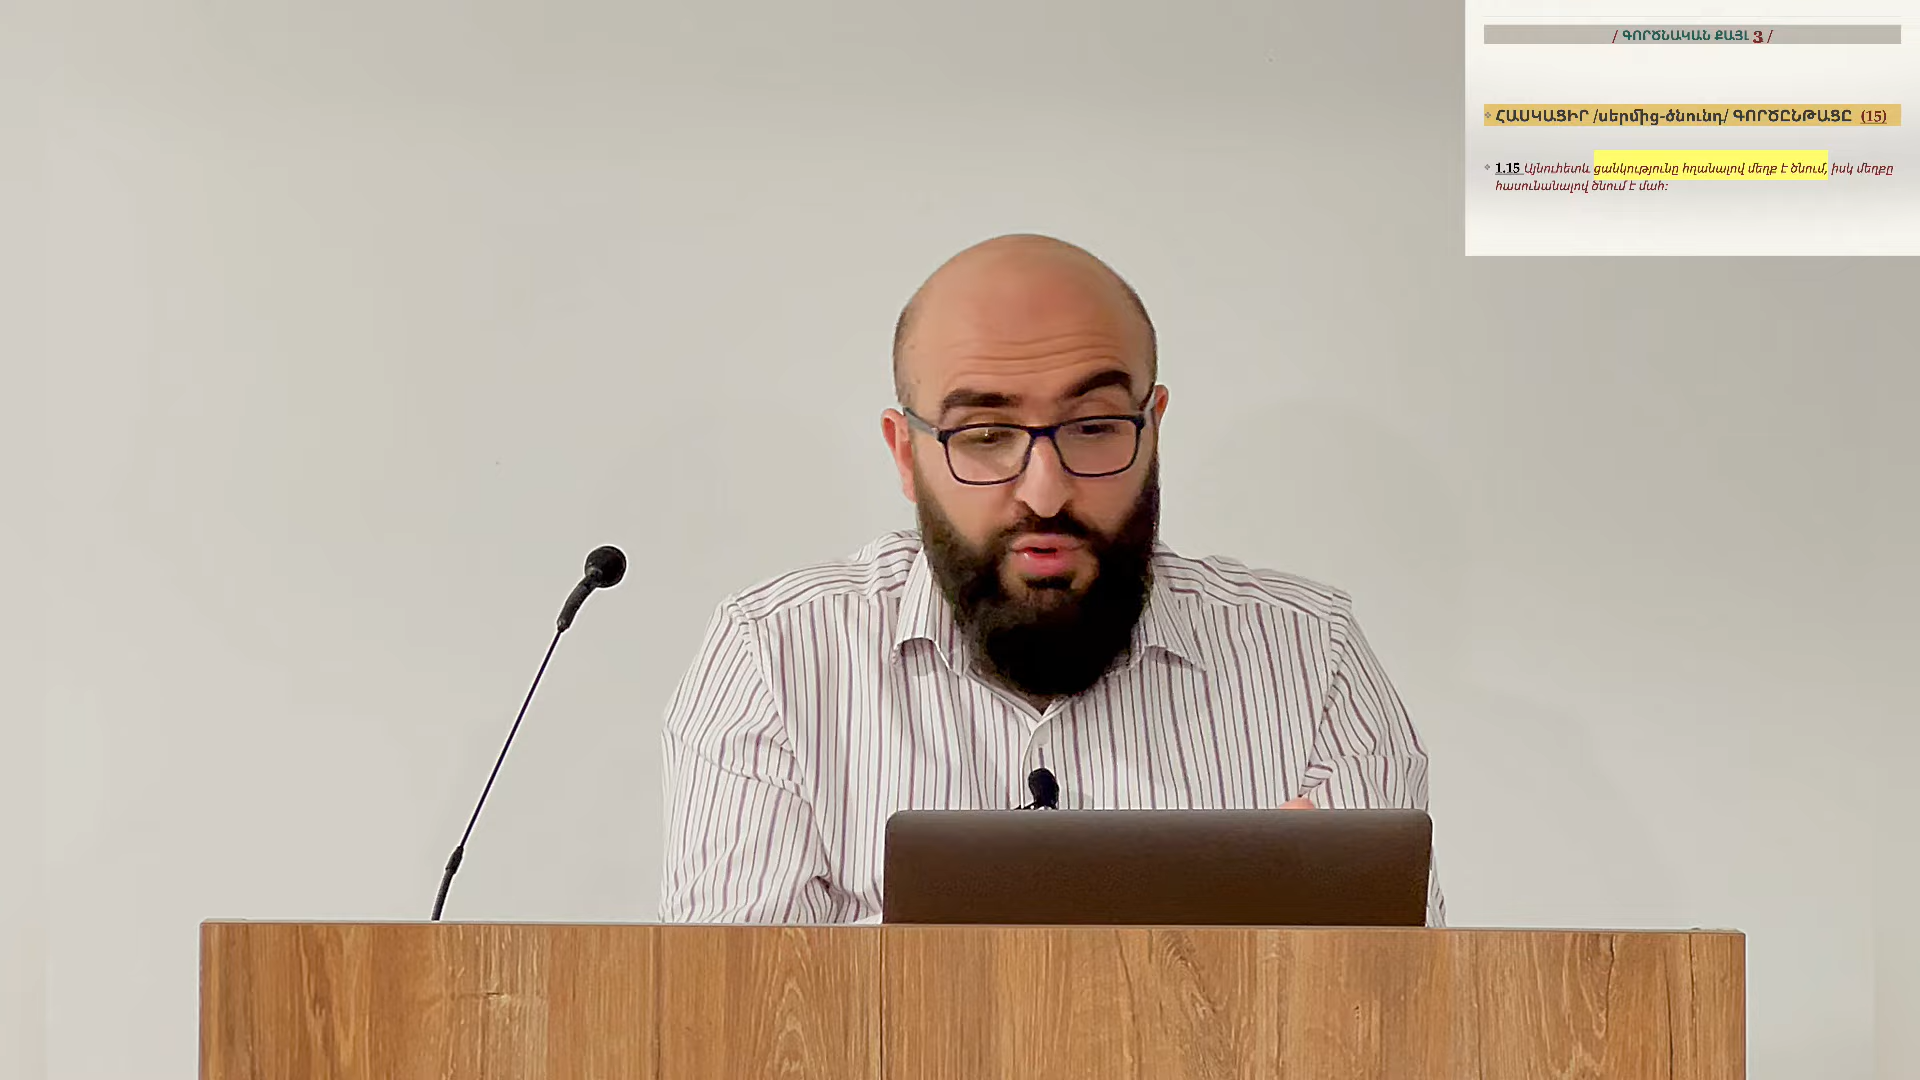 / ԳՈՐԾՆԱԿԱՆ ՔԱՅԼ 3 /
ՀԱՍԿԱՑԻՐ /սերմից-ծնունդ/ ԳՈՐԾԸՆԹԱՑԸ (15)
1.15 Այնուհետև ցանկությունը հղանալով մեղք է ծնում, իսկ մեղքը
հասունանալով ծնում է մահ: